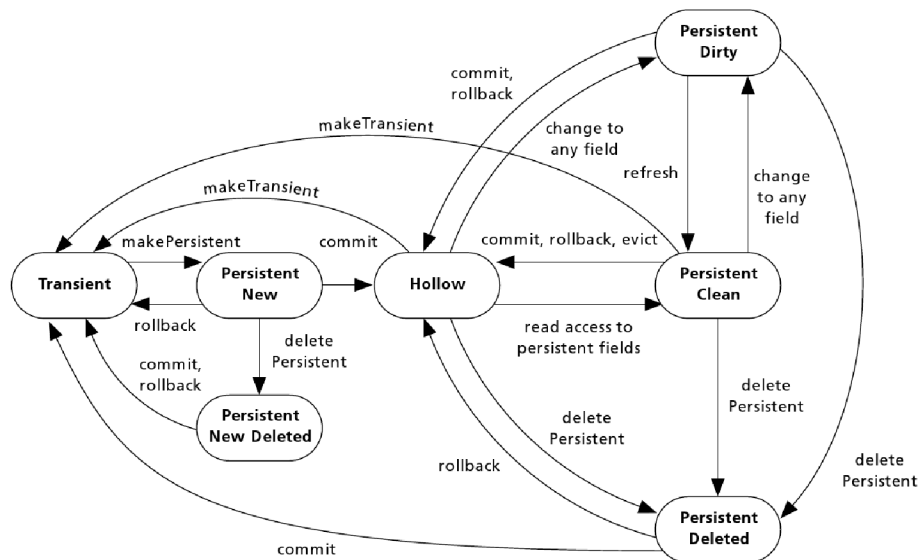 Persistent
Dirty
commit,
rollback
makeTransient
change to
any field
refresh
change
to any
field
makeTransient
makePersistent
commit
commit, rollback, evict
Transient
Persistent
New
Hollow
Persistent
Clean
rollback
read access to
persistent fields
delete
Persistent
commit,
rollback
Persistent
New Deleted
delete
Persistent
delete
Persistent
rollback
delete
Persistent
Persistent
Deleted
commit